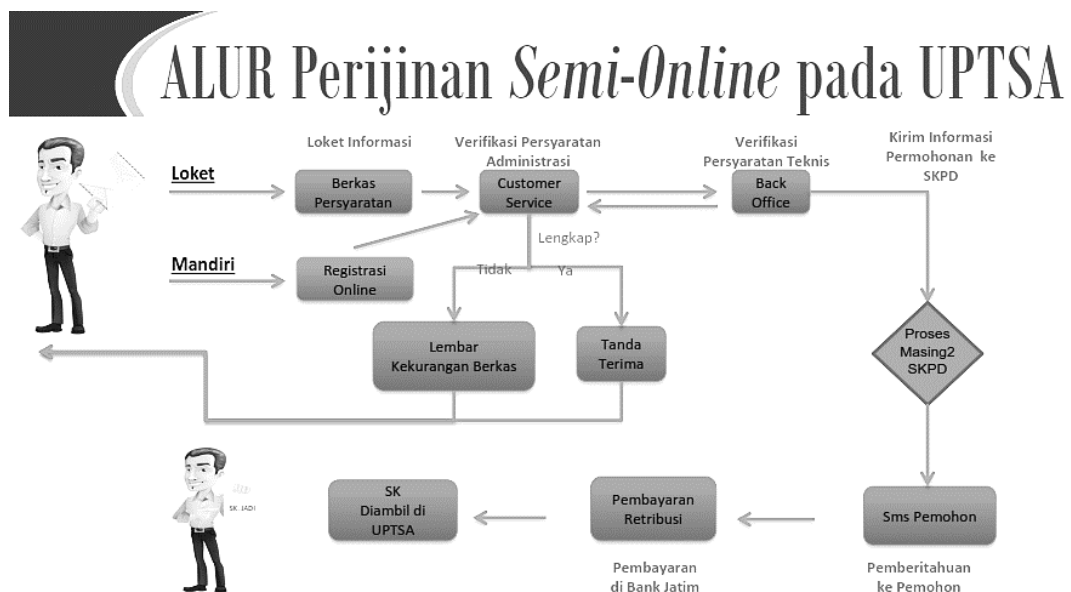 ALUR Perijinan Semi-Online pada UPTSA
Loket Informasi
Verifikasi Persyaratan
Administrasi
Verifikasi
Persyaratan Teknis
Kirim Informasi
Permohonan ke
SKPD
Loket
Berkas
Persyaratan
Customer
Service
Back
Office
Lengkap?
Mandiri
Registrasi
Online
Tidak
Ya
Lembar
Kekurangan Berkas
Tanda
Terima
Proses
Masing2
SKPD
SK JADI
SK
Diambil di
UPTSA
Pembayaran
Retribusi
Sms Pemohon
Pembayaran
di Bank Jatim
Pemberitahuan
ke Pemohon